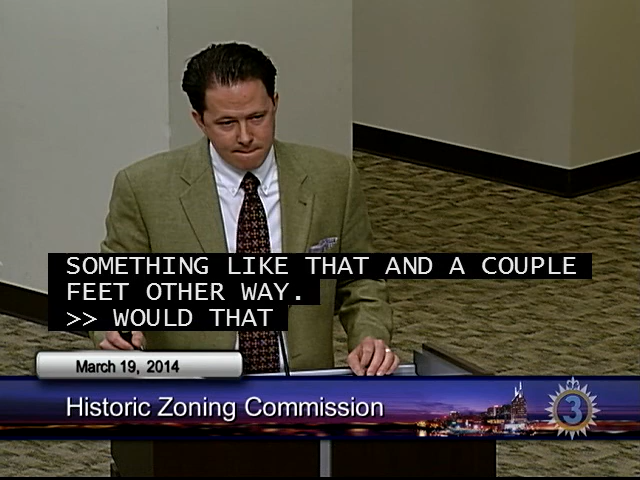 SOMETHING LIKE THAT AND A COUPLE
FEET OTHER WAY.
>> WOULD THAT
March 19, 2014
Historic Zoning Commission
3